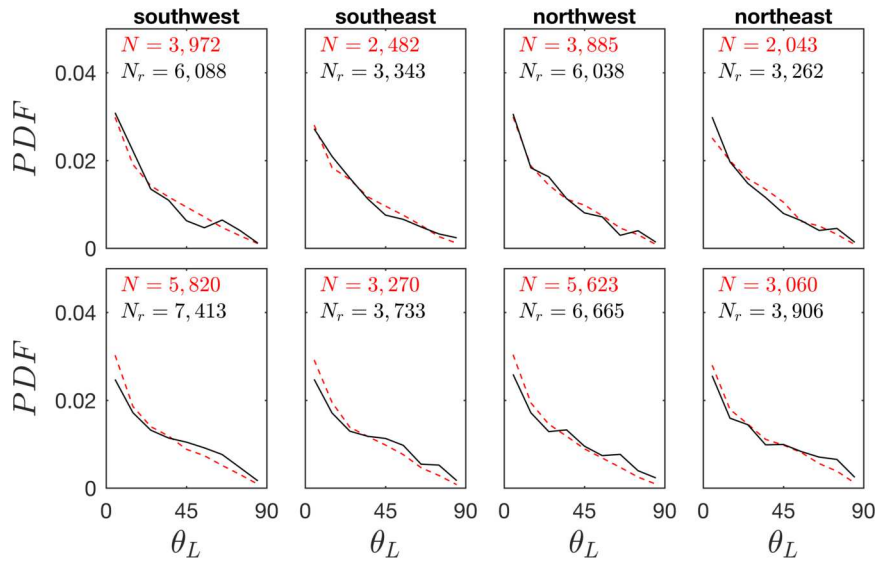 southwest southeast northwest northeast
N = 3,972 N = 2,482 N = 3,885 N = 2,043
N_r = 6,088 N_r = 3,343 N_r = 6,038 N_r = 3,262
0.04
PDF
0.02
0
N = 5,820 N = 3,270 N = 5,623 N = 3,060
N_r = 7,413 N_r = 3,733 N_r = 6,665 N_r = 3,906
0.04
PDF
0.02
0
0 45 90 0 45 90 0 45 90 0 45 90
θ_L θ_L θ_L θ_L